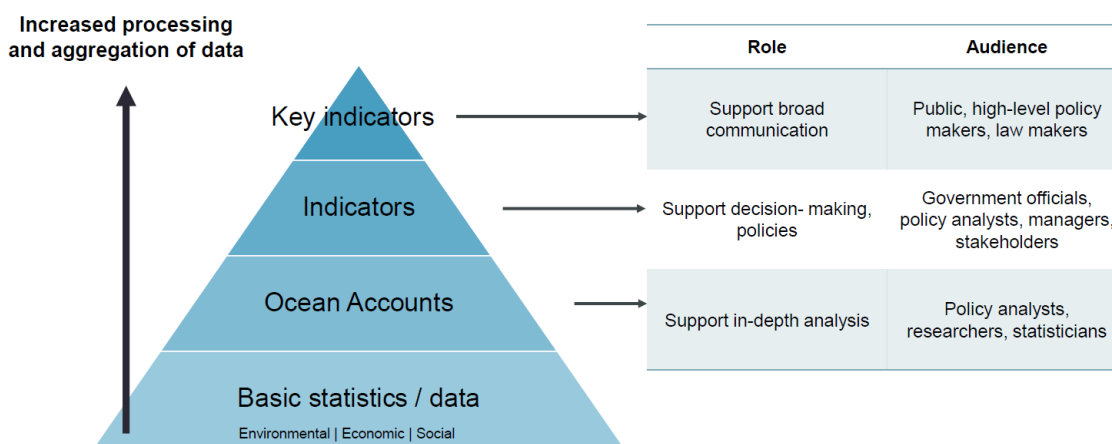 Increased processing
and aggregation of data
Key indicators
Indicators
Ocean Accounts
Basic statistics / data
Environmental | Economic | Social
Role
Audience
Support broad
communication
Public, high-level policy
makers, law makers
Support decision- making,
policies
Government officials,
policy analysts, managers,
stakeholders
Support in-depth analysis
Policy analysts,
researchers, statisticians